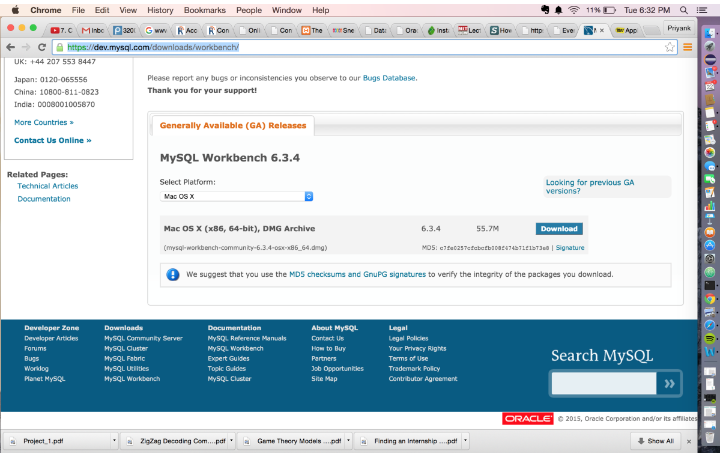 Chrome File Edit View History Bookmarks People Window Help 11% Tue 6:32 PM
7. C M Inbc 320 G www Acc Con Onli Con The Sne Data Ora Insta Lect How http: Eve × App Priyank
https://dev.mysql.com/downloads/workbench/
UK: +44 207 553 8447
Japan: 0120-065556
China: 10800-811-0823
India: 0008001005870
More Countries »
Contact Us Online »
Related Pages:
Technical Articles
Documentation
Please report any bugs or inconsistencies you observe to our Bugs Database.
Thank you for your support!
Generally Available (GA) Releases
MySQL Workbench 6.3.4
Select Platform:
Mac OS X
Looking for previous GA
versions?
Mac OS X (x86, 64-bit), DMG Archive 6.3.4 55.7M Download
(mysql-workbench-community-6.3.4-osx-x86_64.dmg) MD5: | Signature
We suggest that you use the MD5 checksums and GnuPG signatures to verify the integrity of the packages you download.
Developer Zone
Developer Articles
Forums
Bugs
Worklog
Planet MySQL
Downloads
MySQL Community Server
MySQL Cluster
MySQL Fabric
MySQL Utilities
MySQL Workbench
Documentation
MySQL Reference Manuals
MySQL Workbench
Expert Guides
Topic Guides
MySQL Cluster
About MySQL
Contact Us
How to Buy
Partners
Job Opportunities
Site Map
Legal
Legal Policies
Your Privacy Rights
Terms of Use
Trademark Policy
Contributor Agreement
Search MySQL
»
ORACLE © 2015, Oracle Corporation and/or its affiliates
Project_1.pdf ZigZag Decoding Com....pdf Game Theory Models ....pdf Finding an Internship ....pdf Show All ×